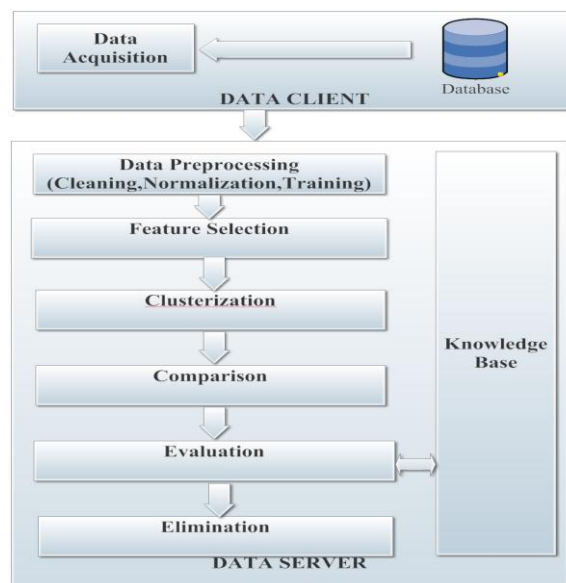 Data
Acquisition
Database
DATA CLIENT
Data Preprocessing
(Cleaning,Normalization,Training)
Feature Selection
Clusterization
Comparison
Evaluation
Elimination
Knowledge
Base
DATA SERVER